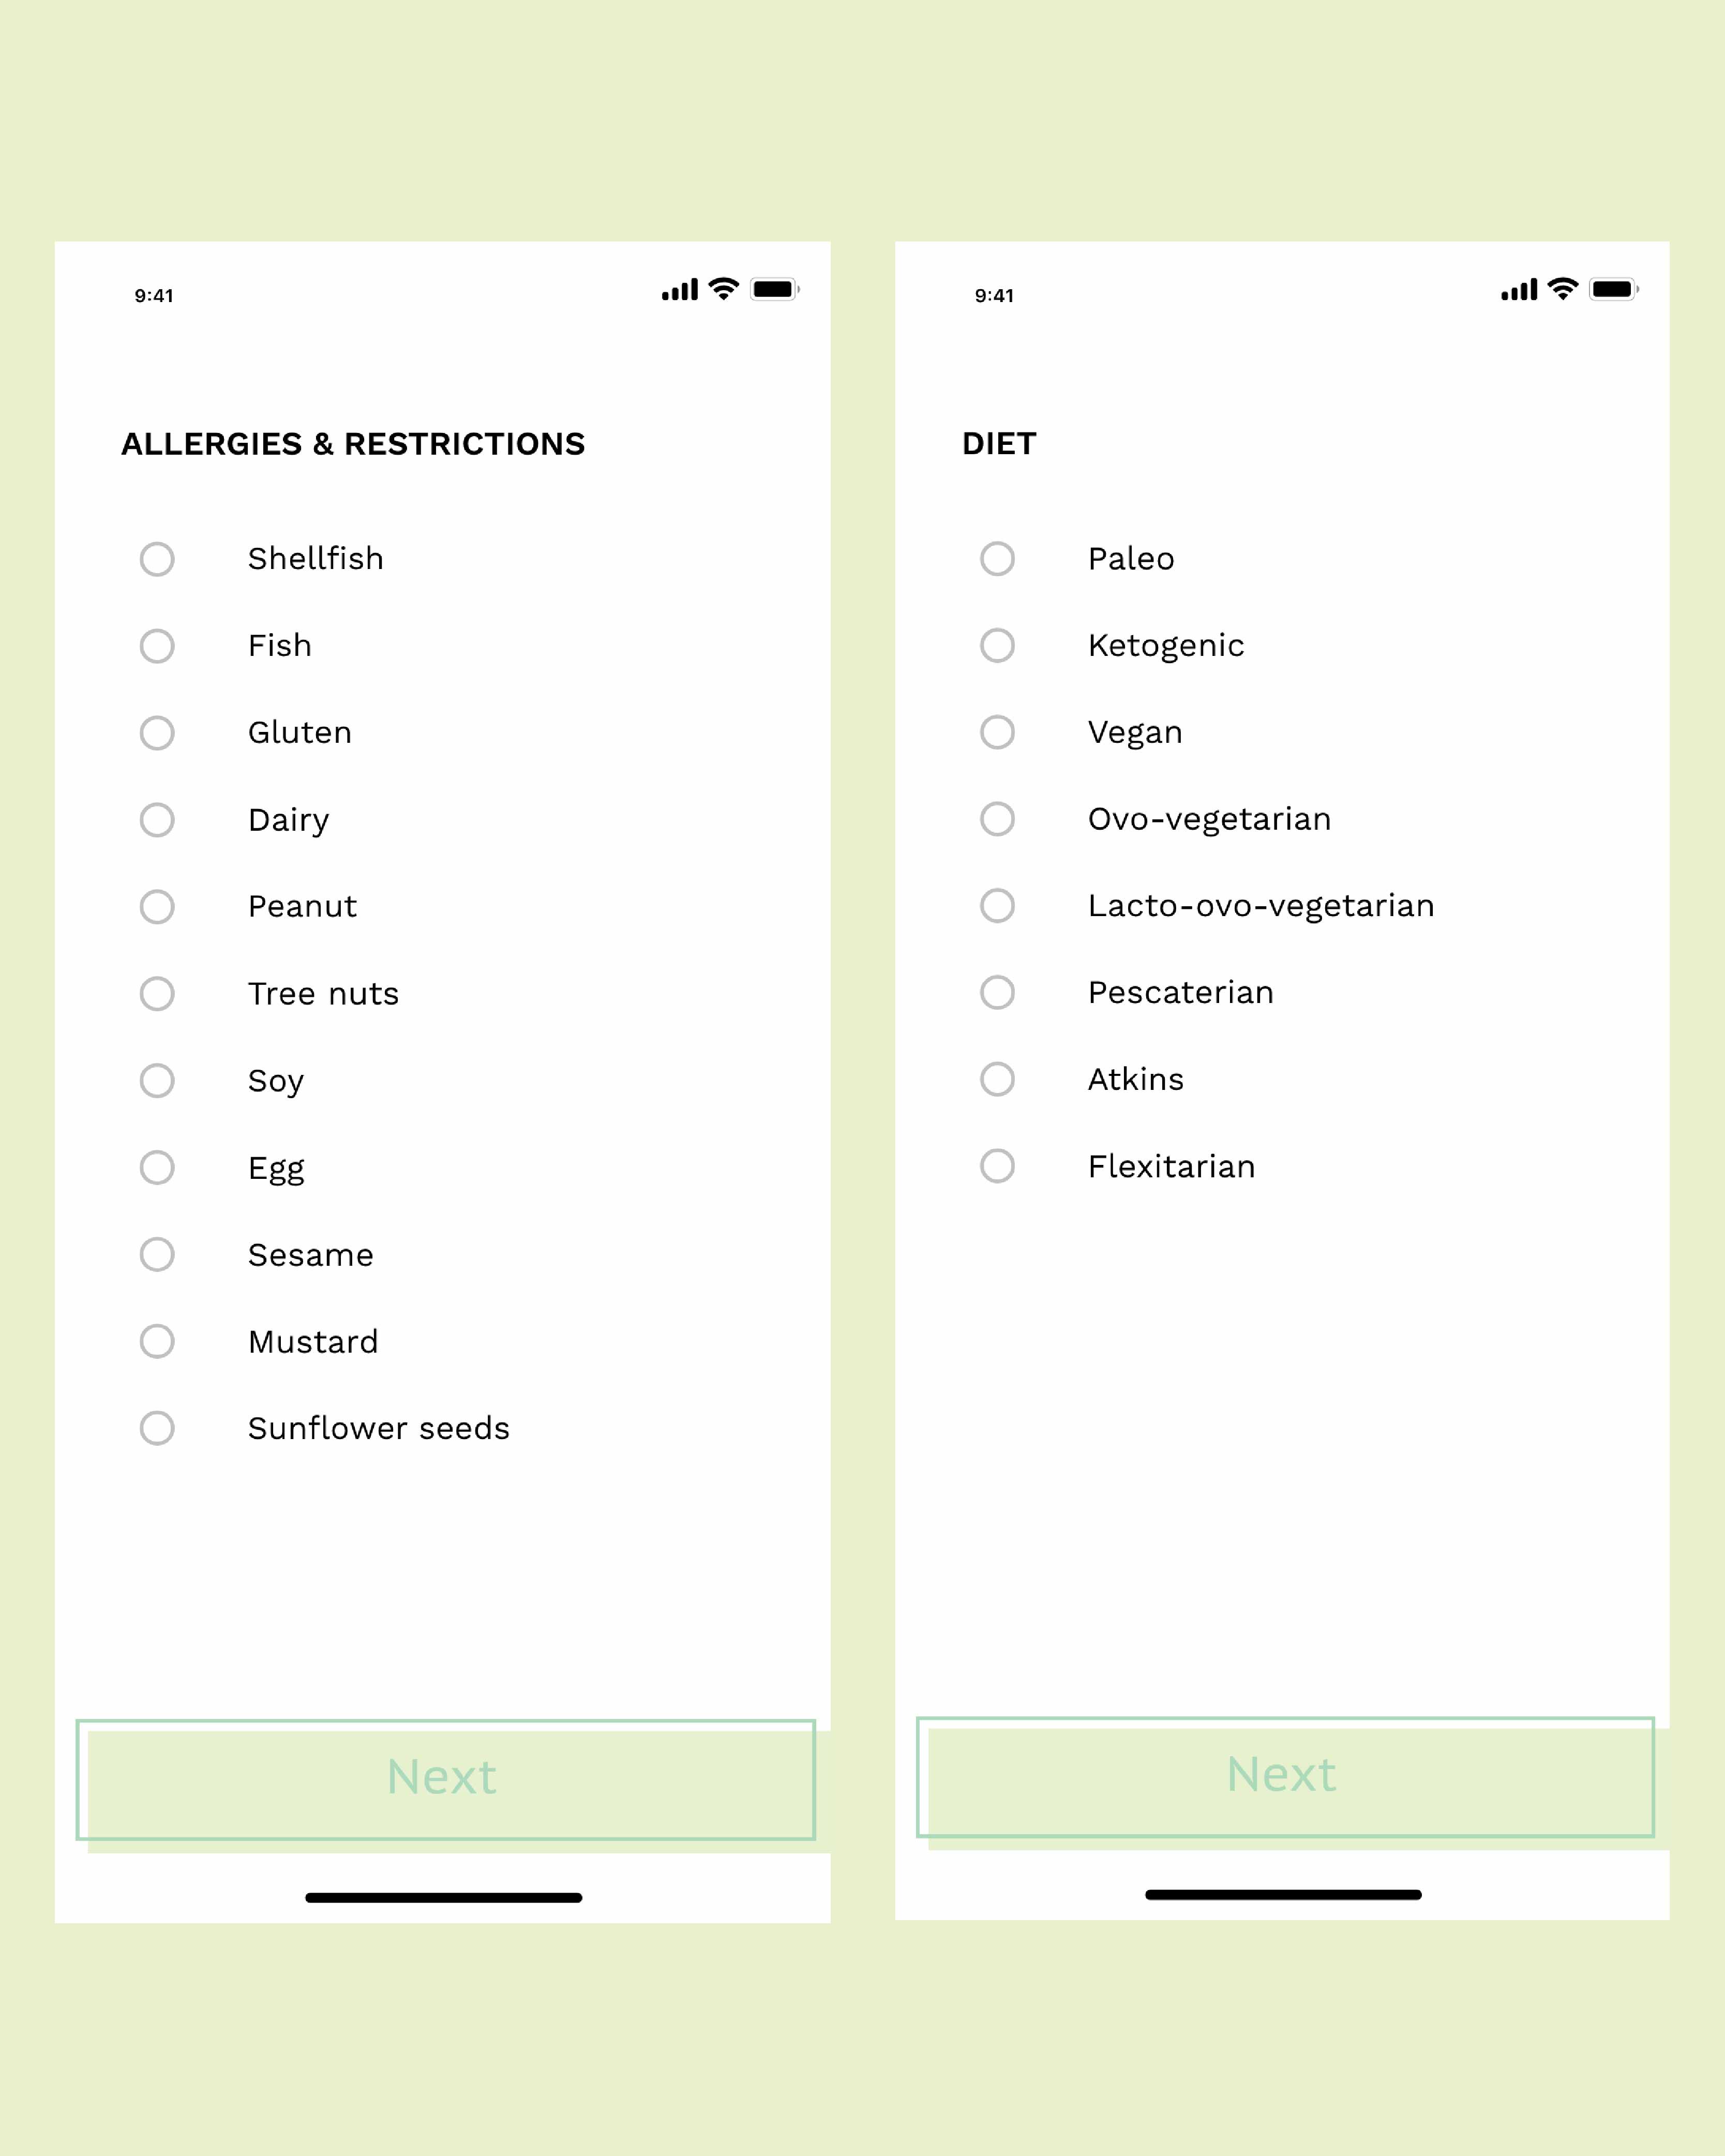 9:41
ALLERGIES & RESTRICTIONS
Shellfish
Fish
Gluten
Dairy
Peanut
Tree nuts
Soy
Egg
Sesame
Mustard
Sunflower seeds
Next
9:41
DIET
Paleo
Ketogenic
Vegan
Ovo-vegetarian
Lacto-ovo-vegetarian
Pescaterian
Atkins
Flexitarian
Next